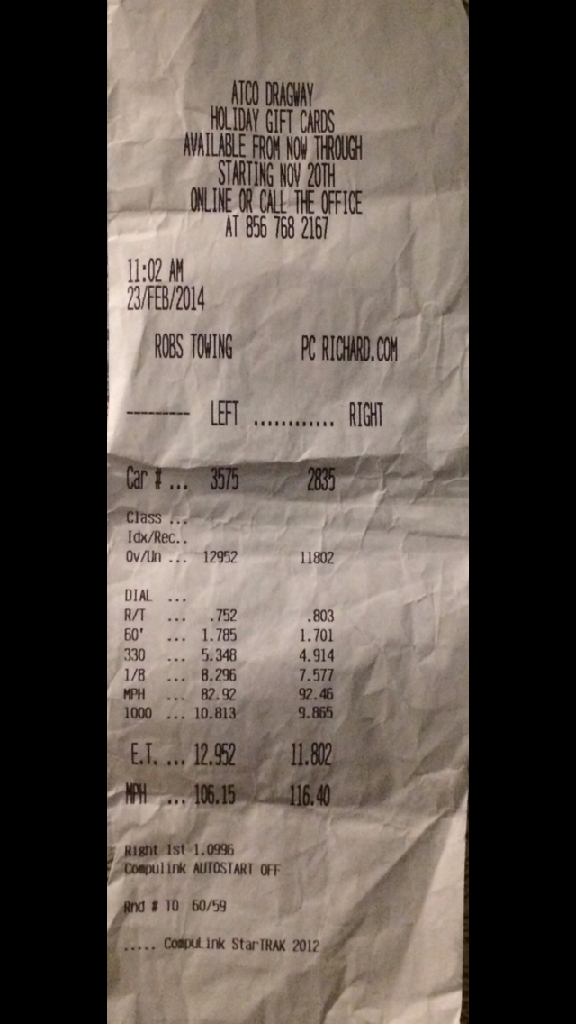 ATCO DRAGWAY
HOLIDAY GIFT CARDS
AVAILABLE FROM NOW THROUGH
STARTING NOV 20TH
ONLINE OR CALL THE OFFICE
AT 856 768 2167
11:02 AM
23/FEB/2014
ROBS TOWING PC RICHARD.COM
--------- LEFT ............ RIGHT
Car # ... 3575 2835
Class ...
Idx/Rec..
Ov/Un ... 12952 11802
DIAL ...
R/T ... .752 .803
60' ... 1.785 1.701
330 ... 5.348 4.914
1/8 ... 8.296 7.577
MPH ... 82.92 92.46
1000 ... 10.813 9.865
E.T. ... 12.952 11.802
MPH ... 106.15 116.40
Right 1st 1.0996
Compulink AUTOSTART OFF
Rnd # 10 60/59
..... CompuLink StarTRAK 2012